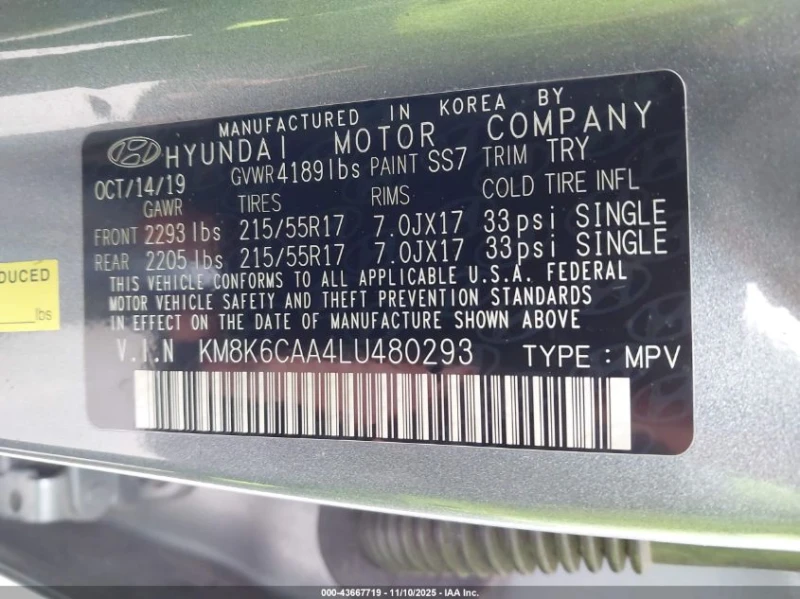 MANUFACTURED IN KOREA BY
HYUNDAI MOTOR COMPANY
OCT/14/19 GVWR 4189 lbs PAINT SS7 TRIM TRY
GAWR TIRES RIMS COLD TIRE INFL
FRONT 2293 lbs 215/55R17 7.0JX17 33psi SINGLE
REAR 2205 lbs 215/55R17 7.0JX17 33psi SINGLE
THIS VEHICLE CONFORMS TO ALL APPLICABLE U.S.A. FEDERAL
MOTOR VEHICLE SAFETY AND THEFT PREVENTION STANDARDS
IN EFFECT ON THE DATE OF MANUFACTURE SHOWN ABOVE
V.I.N KM8K6CAA4LU480293 TYPE : MPV
DUCED
lbs
000-43667719 - 11/10/2025 - IAA Inc.